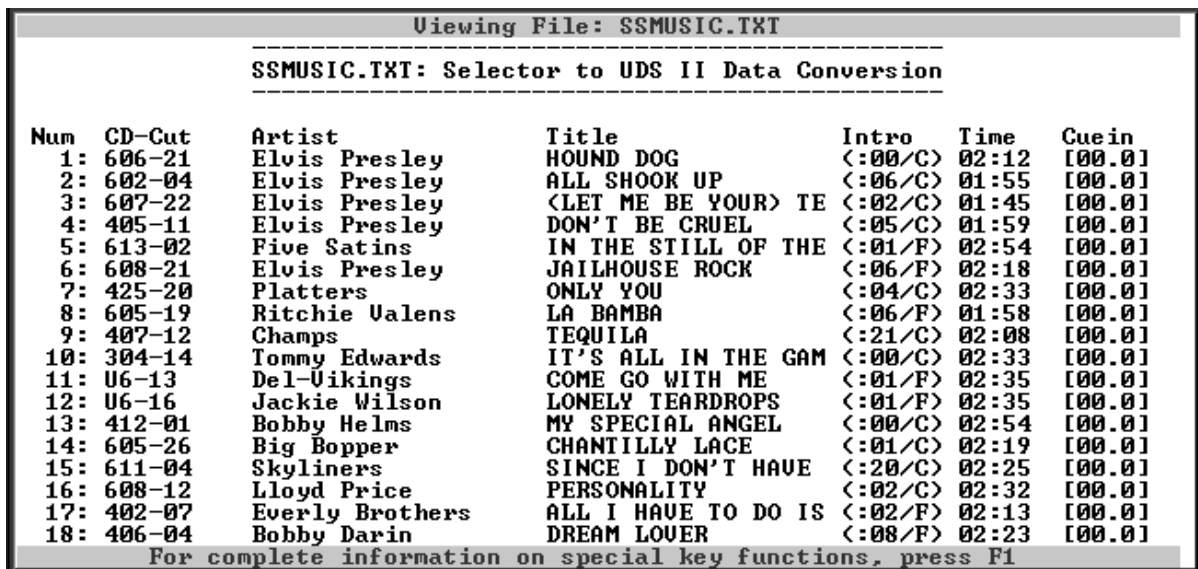 Viewing File: SSMUSIC.TXT
-----------------------------------------------
SSMUSIC.TXT: Selector to UDS II Data Conversion
-----------------------------------------------
Num CD-Cut Artist Title Intro Time Cuein
1: 606-21 Elvis Presley HOUND DOG (:00/C) 02:12 [00.0]
2: 602-04 Elvis Presley ALL SHOOK UP (:06/C) 01:55 [00.0]
3: 607-22 Elvis Presley (LET ME BE YOUR) TE (:02/C) 01:45 [00.0]
4: 405-11 Elvis Presley DON'T BE CRUEL (:05/C) 01:59 [00.0]
5: 613-02 Five Satins IN THE STILL OF THE (:01/F) 02:54 [00.0]
6: 608-21 Elvis Presley JAILHOUSE ROCK (:06/F) 02:18 [00.0]
7: 425-20 Platters ONLY YOU (:04/C) 02:33 [00.0]
8: 605-19 Ritchie Valens LA BAMBA (:06/F) 01:58 [00.0]
9: 407-12 Champs TEQUILA (:21/C) 02:08 [00.0]
10: 304-14 Tommy Edwards IT'S ALL IN THE GAM (:00/C) 02:33 [00.0]
11: U6-13 Del-Vikings COME GO WITH ME (:01/F) 02:35 [00.0]
12: U6-16 Jackie Wilson LONELY TEARDROPS (:01/F) 02:35 [00.0]
13: 412-01 Bobby Helms MY SPECIAL ANGEL (:00/C) 02:54 [00.0]
14: 605-26 Big Bopper CHANTILLY LACE (:01/C) 02:19 [00.0]
15: 611-04 Skyliners SINCE I DON'T HAVE (:20/C) 02:25 [00.0]
16: 608-12 Lloyd Price PERSONALITY (:02/C) 02:32 [00.0]
17: 402-07 Everly Brothers ALL I HAVE TO DO IS (:02/F) 02:13 [00.0]
18: 406-04 Bobby Darin DREAM LOVER (:08/F) 02:23 [00.0]
For complete information on special key functions, press F1